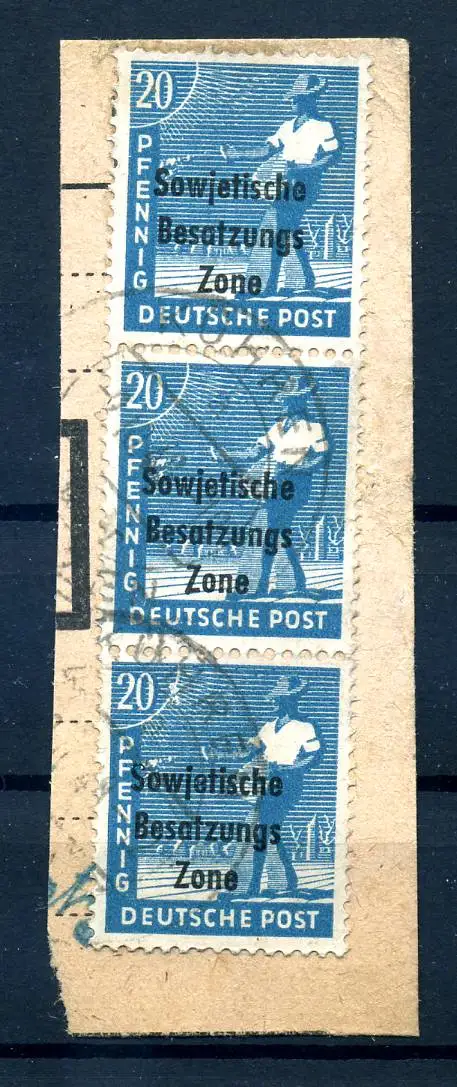 20
PFENNIG
Sowjetische
Besatzungs
Zone
DEUTSCHE POST
20
PFENNIG
Sowjetische
Besatzungs
Zone
DEUTSCHE POST
20
PFENNIG
Sowjetische
Besatzungs
Zone
DEUTSCHE POST